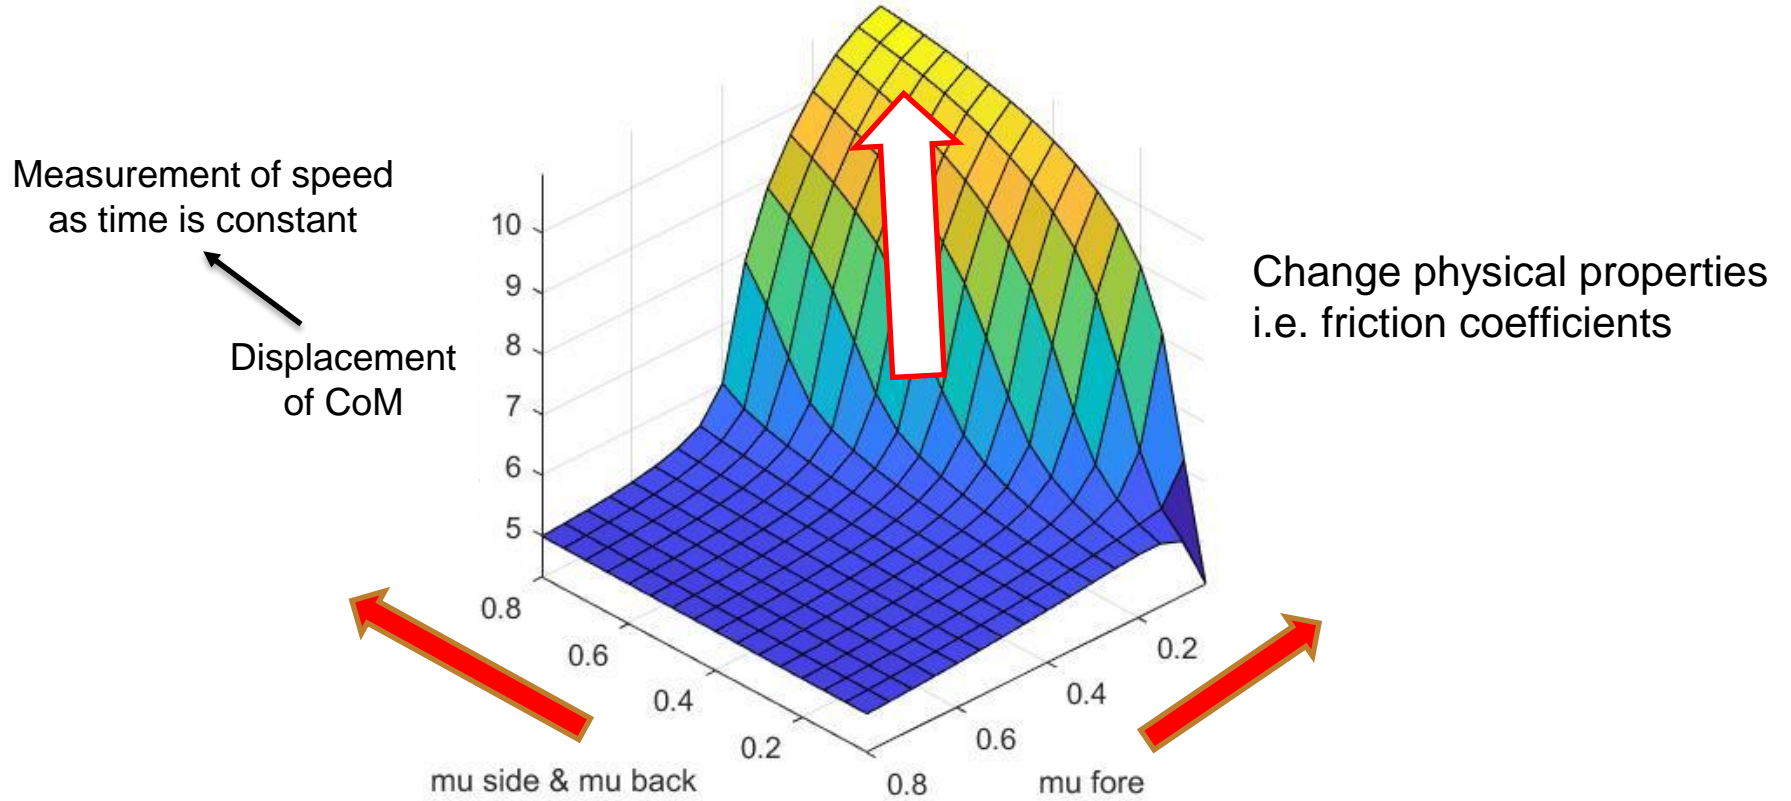 Measurement of speed
as time is constant
Displacement
of CoM
10
9
8
7
6
5
0.8
0.6
0.4
0.2
mu side & mu back
0.8
0.6
0.4
0.2
mu fore
Change physical properties
i.e. friction coefficients